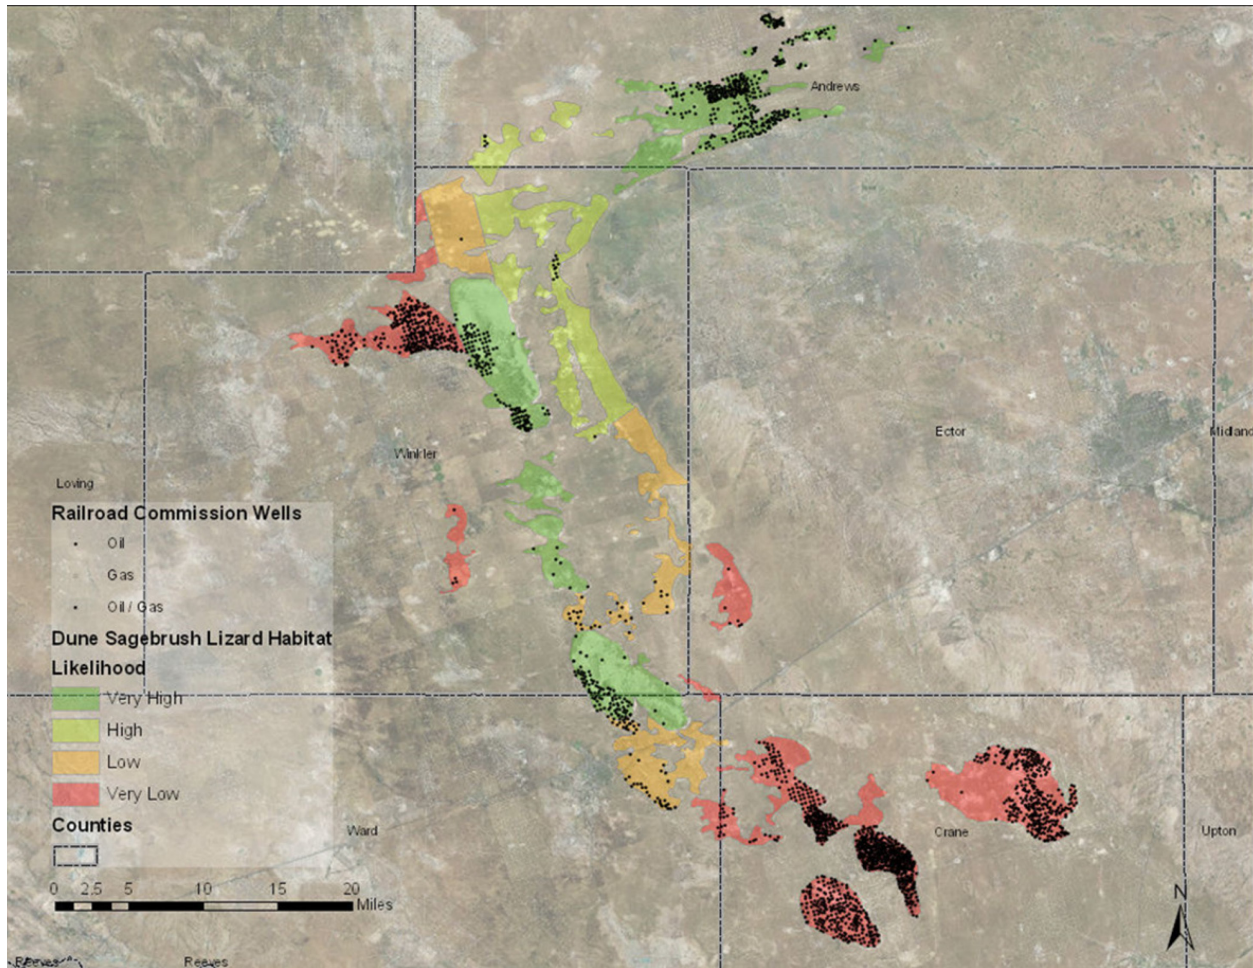 Andrews
Ector
Midland
Winkler
Loving
Railroad Commission Wells
Oil
Gas
Oil / Gas
Dune Sagebrush Lizard Habitat
Likelihood
Very High
High
Low
Very Low
Counties
Ward
Crane
Upton
0 2.5 5 10 15 20
Miles
N
Reeves
Reeves